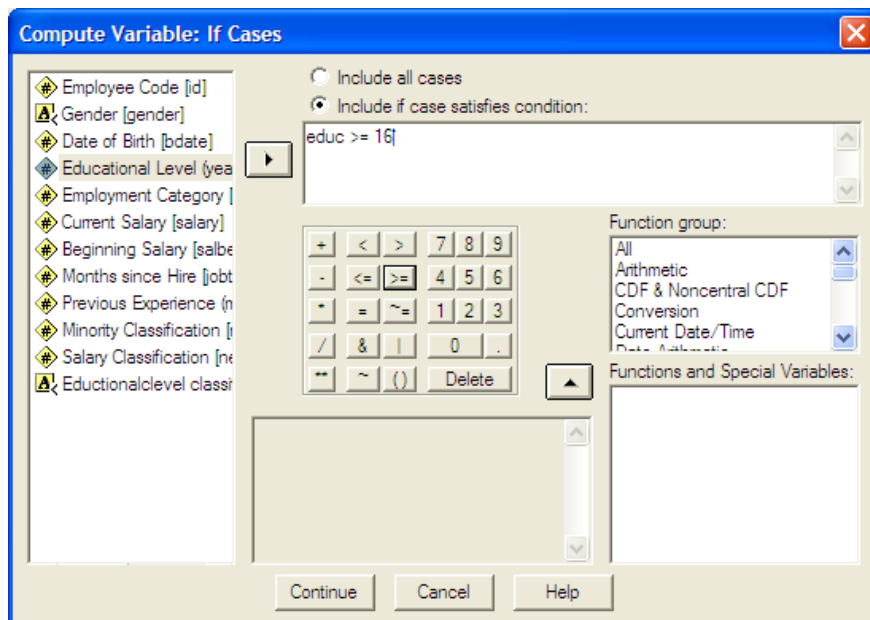 Compute Variable: If Cases
Employee Code [id]
Gender [gender]
Date of Birth [bdate]
Educational Level (yea
Employment Category [
Current Salary [salary]
Beginning Salary [salbe
Months since Hire [jobt
Previous Experience (m
Minority Classification [
Salary Classification [ne
Eductionalclevel classi
Include all cases
Include if case satisfies condition:
educ >= 16
+ < > 7 8 9
- <= >= 4 5 6
* = ~= 1 2 3
/ & | 0 .
** ~ () Delete
Function group:
All
Arithmetic
CDF & Noncentral CDF
Conversion
Current Date/Time
Date Arithmetic
Functions and Special Variables:
Continue Cancel Help